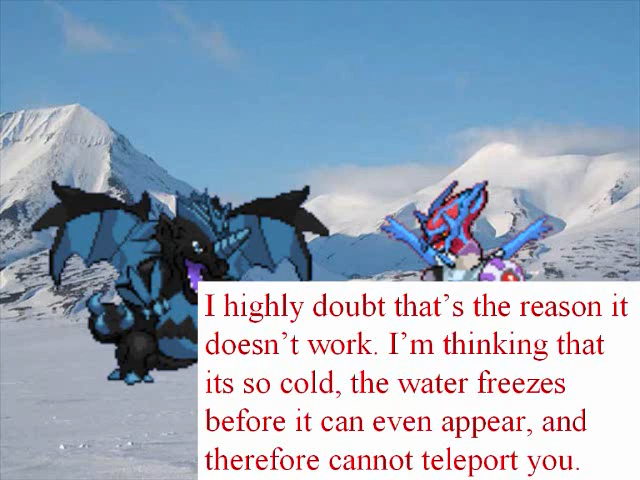 I highly doubt that's the reason it
doesn't work. I'm thinking that
its so cold, the water freezes
before it can even appear, and
therefore cannot teleport you.